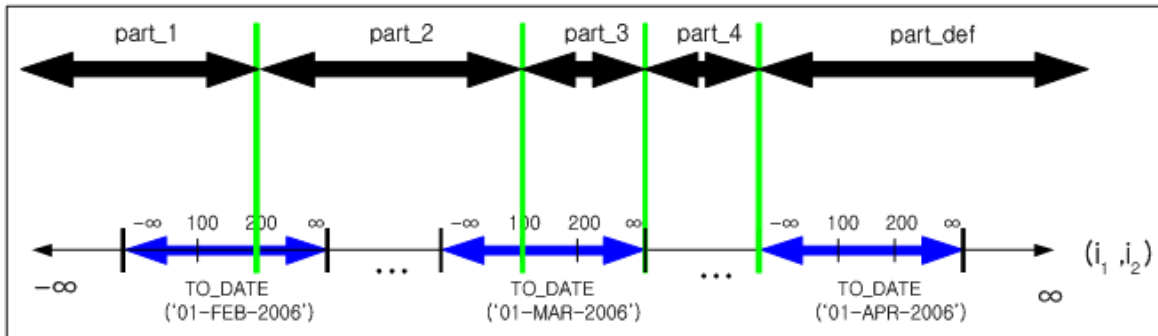 part_1 part_2 part_3 part_4 part_def
-∞ 100 200 ∞ -∞ 100 200 ∞ -∞ 100 200 ∞
(i₁ ,i₂)
... ...
-∞ TO_DATE TO_DATE TO_DATE ∞
('01-FEB-2006') ('01-MAR-2006') ('01-APR-2006')